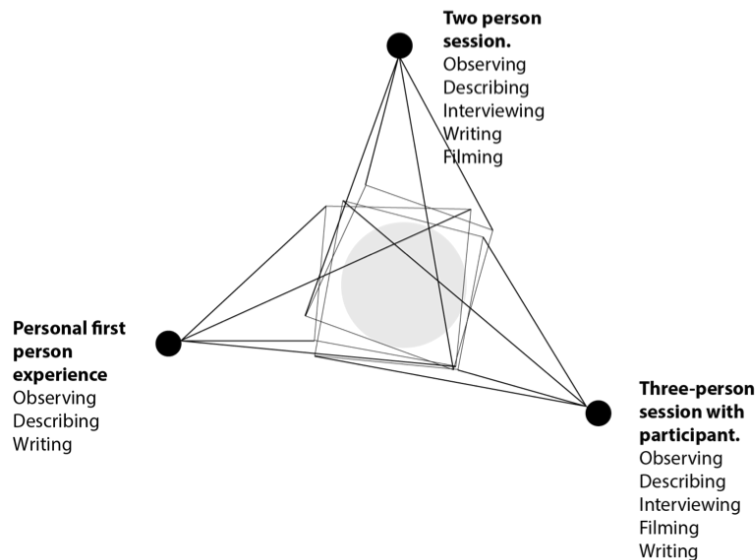 Two person
session.
Observing
Describing
Interviewing
Writing
Filming
Personal first
person
experience
Observing
Describing
Writing
Three-person
session with
participant.
Observing
Describing
Interviewing
Filming
Writing